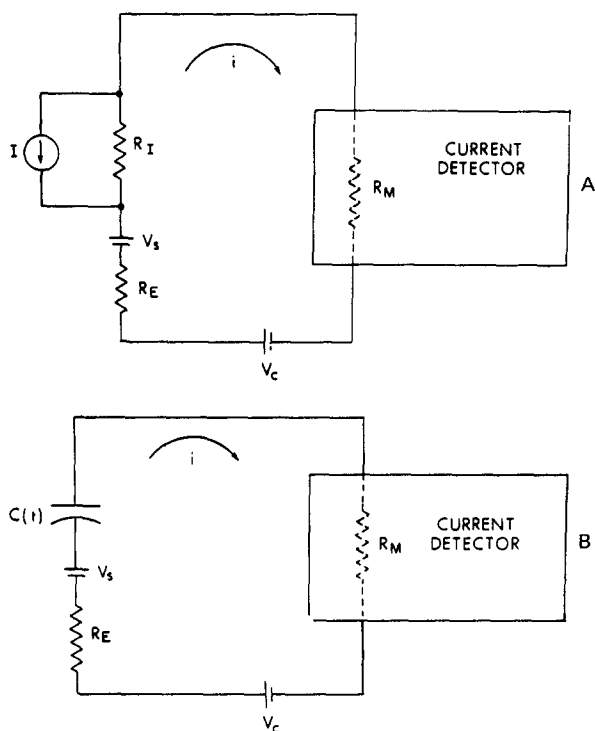 i
I
R_I
CURRENT
DETECTOR
A
R_M
V_s
R_E
V_c
i
C(t)
CURRENT
DETECTOR
B
R_M
V_s
R_E
V_c